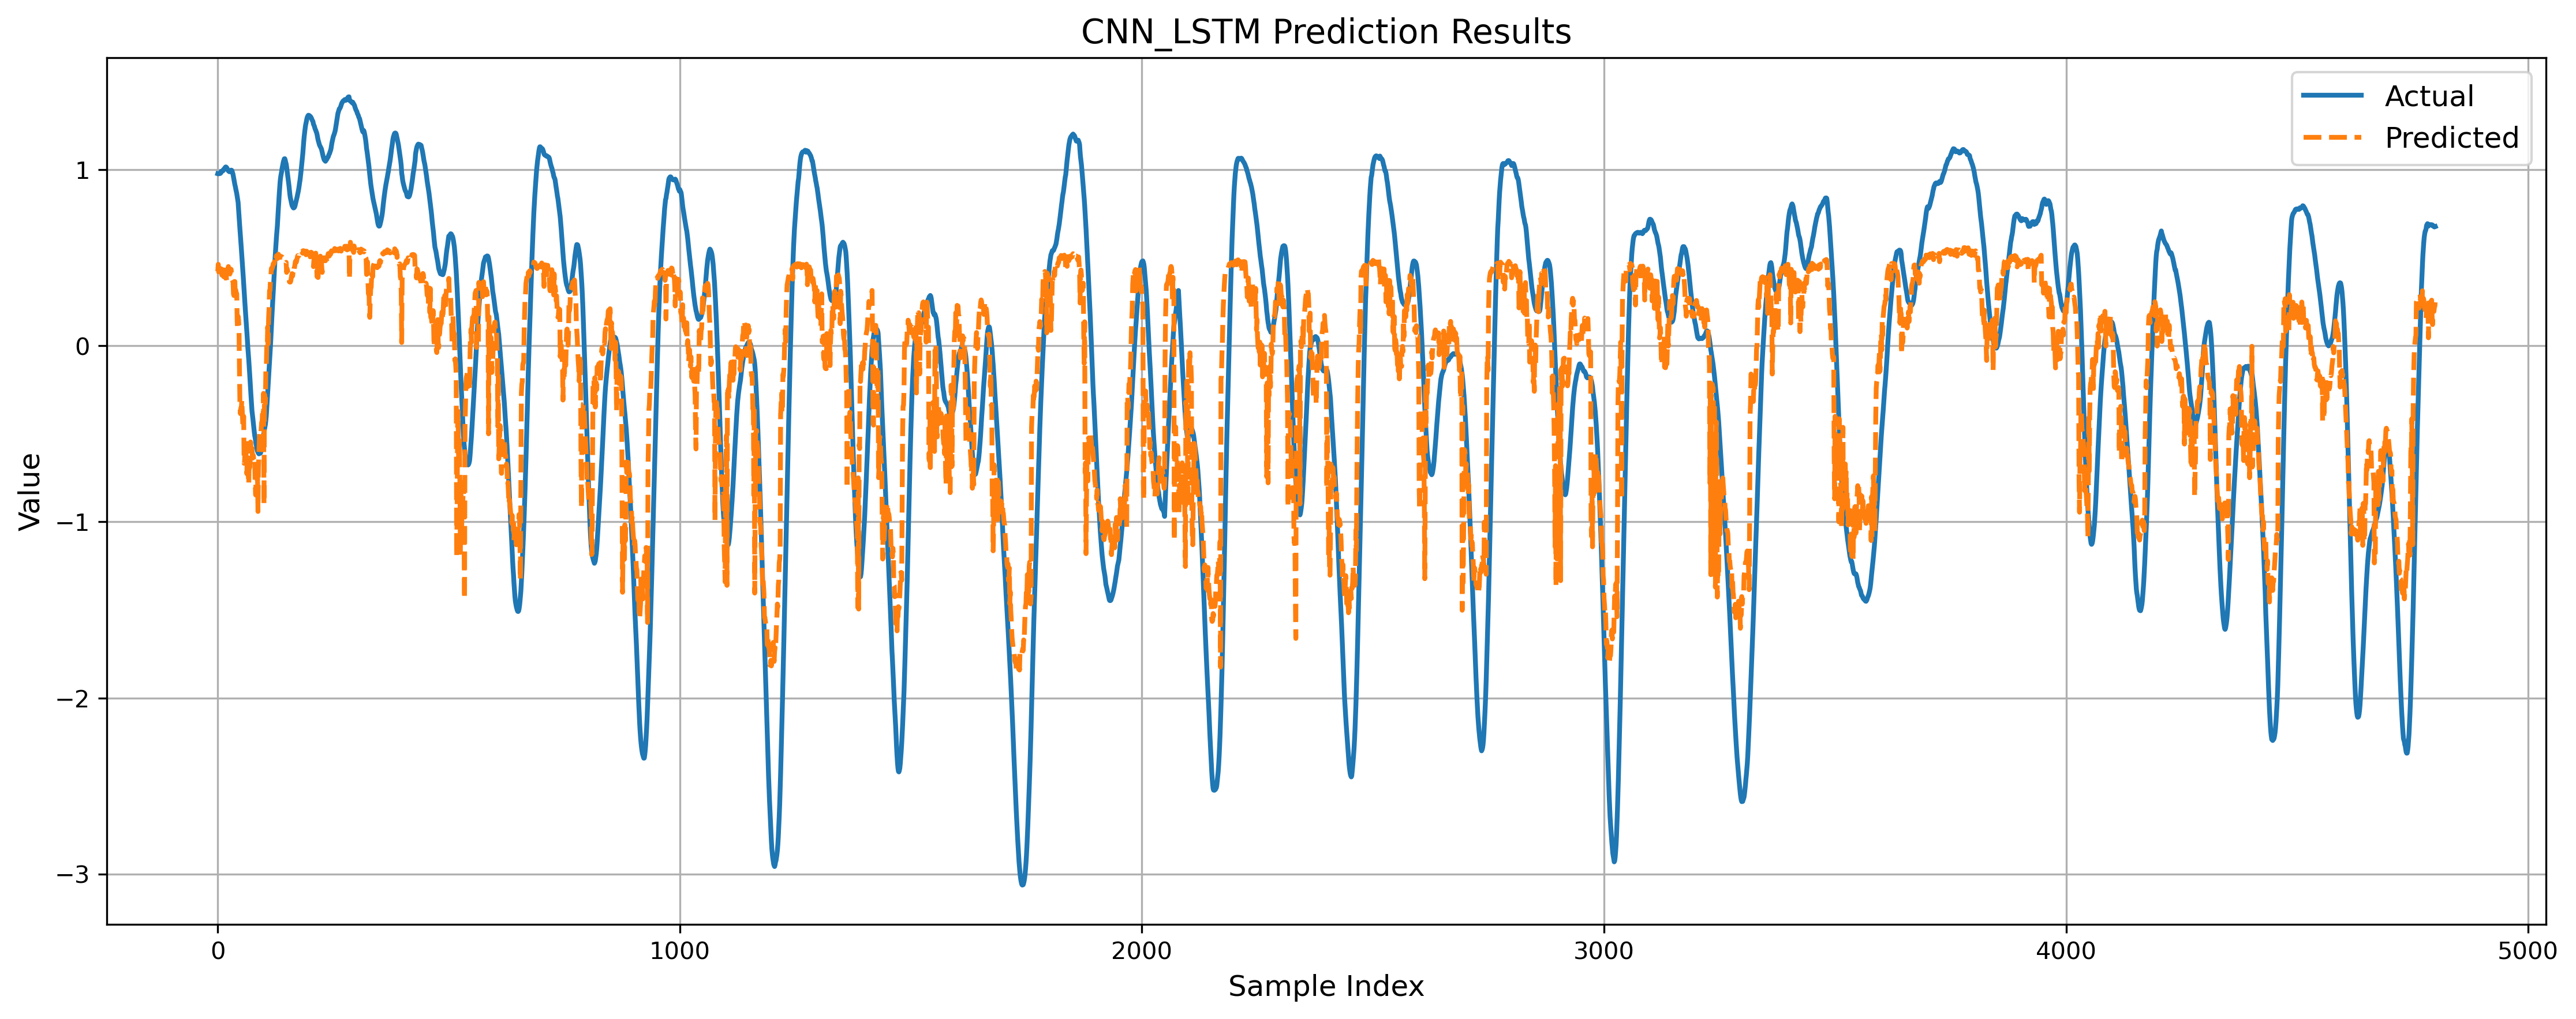 CNN_LSTM Prediction Results
Actual
Predicted
Value
1
0
−1
−2
−3
0 1000 2000 3000 4000 5000
Sample Index